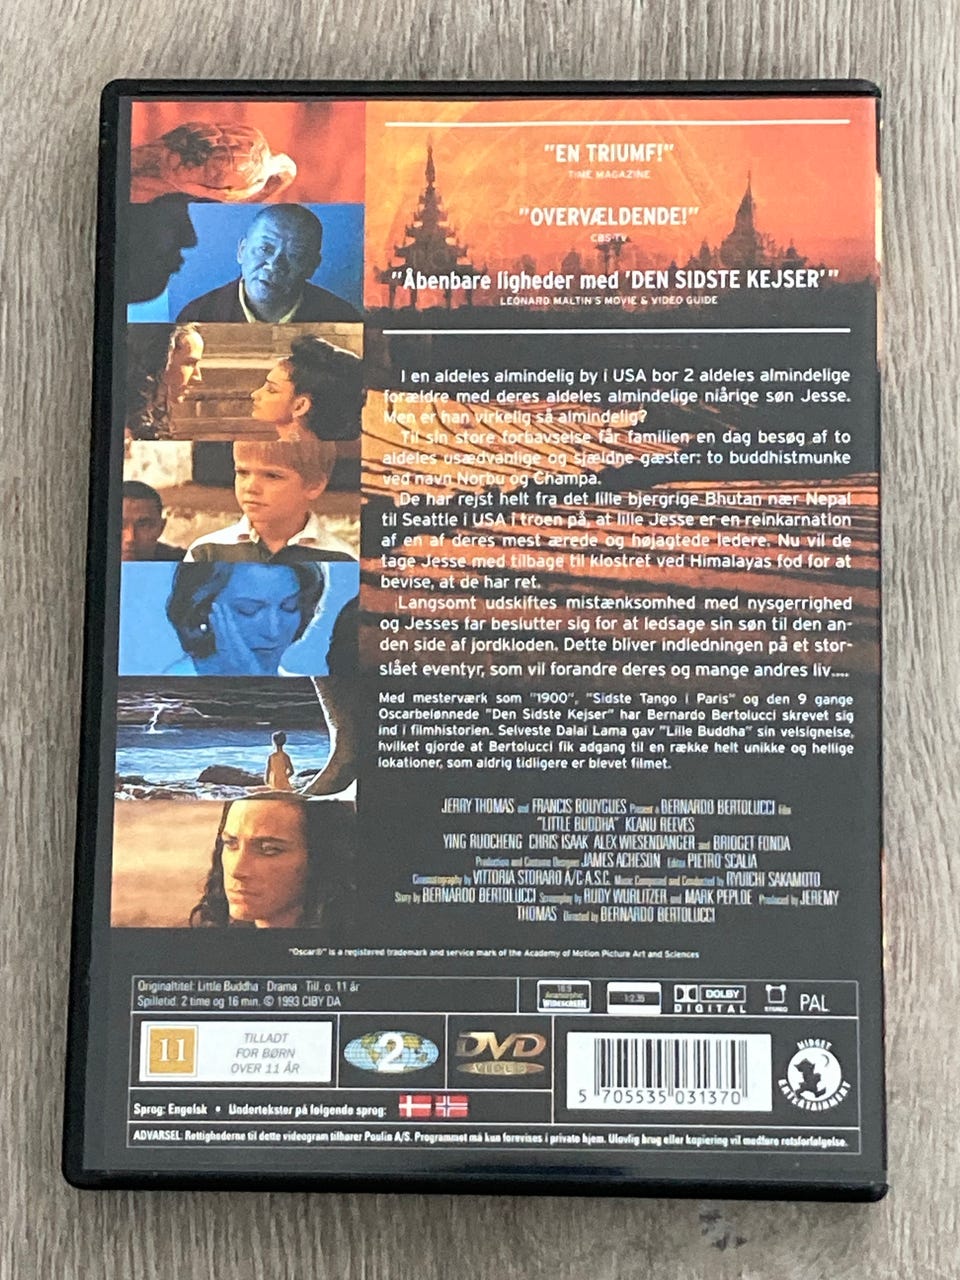 "EN TRIUMF!"
TIME MAGAZINE
"OVERVÆLDENDE!"
CBS-TV
"Åbenbare ligheder med 'DEN SIDSTE KEJSER'"
LEONARD MALTIN'S MOVIE & VIDEO GUIDE
I en aldeles almindelig by i USA bor 2 aldeles almindelige
forældre med deres aldeles almindelige niårige søn Jesse.
Men er han virkelig så almindelig?
Til sin store forbavselse får familien en dag besøg af to
aldeles usædvanlige og sjældne gæster: to buddhistmunke
ved navn Norbu og Champa.
De har rejst helt fra det lille bjergrige Bhutan nær Nepal
til Seattle i USA i troen på, at lille Jesse er en reinkarnation
af en af deres mest ærede og højagtede ledere. Nu vil de
tage Jesse med tilbage til klostret ved Himalayas fod for at
bevise, at de har ret.
Langsomt udskiftes mistænksomhed med nysgerrighed
og Jesses far beslutter sig for at ledsage sin søn til den an-
den side af jordkloden. Dette bliver indledningen på et stor-
slået eventyr, som vil forandre deres og mange andres liv....
Med mesterværk som "1900", "Sidste Tango i Paris" og den 9 gange
Oscarbelønnede "Den Sidste Kejser" har Bernardo Bertolucci skrevet sig
ind i filmhistorien. Selveste Dalai Lama gav "Lille Buddha" sin velsignelse,
hvilket gjorde at Bertolucci fik adgang til en række helt unikke og hellige
lokationer, som aldrig tidligere er blevet filmet.
JERRY THOMAS and FRANCIS BOUYGUES Present a BERNARDO BERTOLUCCI Film
"LITTLE BUDDHA" KEANU REEVES
YING RUOCHENG CHRIS ISAAK ALEX WIESENDANGER and BRIDGET FONDA
Production and Costume Designer JAMES ACHESON Editor PIETRO SCALIA
Cinematography by VITTORIA STORARO A/C A.S.C. Music Composed and Conducted by RYUICHI SAKAMOTO
Story by BERNARDO BERTOLUCCI Screenplay by RUDY WURLITZER and MARK PEPLOE Produced by JEREMY
THOMAS Directed by BERNARDO BERTOLUCCI
"Oscar®" is a registered trademark and service mark of the Academy of Motion Picture Art and Sciences
Originaltitel: Little Buddha · Drama · Till. o. 11 år
Spilletid: 2 time og 16 min. © 1993 CIBY DA
16:9
Anamorphic
WIDESCREEN
1:2.35
DOLBY
DIGITAL
STEREO
PAL
11
TILLADT
FOR BØRN
OVER 11 ÅR
2
DVD
VIDEO
5 705535 031370
MIDGET
ENTERTAINMENT
Sprog: Engelsk • Undertekster på følgende sprog:
ADVARSEL: Rettighederne til dette videogram tilhører Poulin A/S. Programmet må kun forevises i private hjem. Ulovlig brug eller kopiering vil medføre retsforfølgelse.